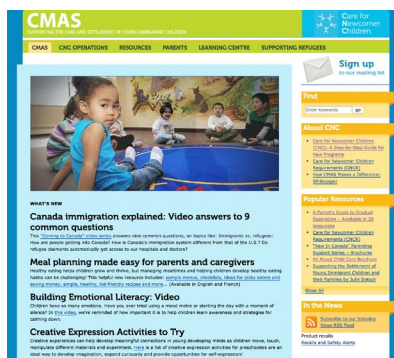 CMAS
SUPPORTING THE CARE AND SETTLEMENT OF YOUNG IMMIGRANT CHILDREN
Care for
Newcomer
Children
CMAS CNC OPERATIONS RESOURCES PARENTS LEARNING CENTRE SUPPORTING REFUGEES
Sign up
to our mailing list
Find
Enter keywords go
About CNC
Care for Newcomer Children
(CNC): A Step-by-Step Guide for
New Programs
Care for Newcomer Children
Requirements (CNCR)
How CMAS Makes a Difference:
Whitepaper
Popular Resources
A Parent's Guide to Gradual
Separation - Available in 20
languages
Care for Newcomer Children
Requirements (CNCR)
"New in Canada" Parenting
Support Series - Brochures
All About Child Care Brochure
Supporting the Settlement of
Young Immigrant Children and
their Families by Julie Dotsch
Show All
In the News
Subscribe to our Industry
News RSS Feed
Product recalls
Recalls and Safety Alerts
WHAT'S NEW
Canada immigration explained: Video answers to 9
common questions
This "Coming to Canada" video series answers nine common questions, on topics like: Immigrants vs. refugees:
How are people getting into Canada? How is Canada's immigration system different from that of the U.S.? Do
refugee claimants automatically get access to our hospitals and doctors?
Meal planning made easy for parents and caregivers
Healthy eating helps children grow and thrive, but managing mealtimes and helping children develop healthy eating
habits can be challenging! This helpful new resource includes: sample menus, checklists, ideas for picky eaters and
saving money, simple, healthy, kid-friendly recipes and more... (Available in English and French)
Building Emotional Literacy: Video
Children have so many emotions. Have you ever tried using a mood metre or starting the day with a moment of
silence? In this video, we're reminded of how important it is to help children learn awareness and strategies for
calming down.
Creative Expression Activities to Try
Creative experiences can help develop meaningful connections in young developing minds as children move, touch,
manipulate different materials and experiment. Here is a list of creative expression activities for preschoolers are an
ideal way to develop imagination, expand curiosity and provide opportunities for self-expression!